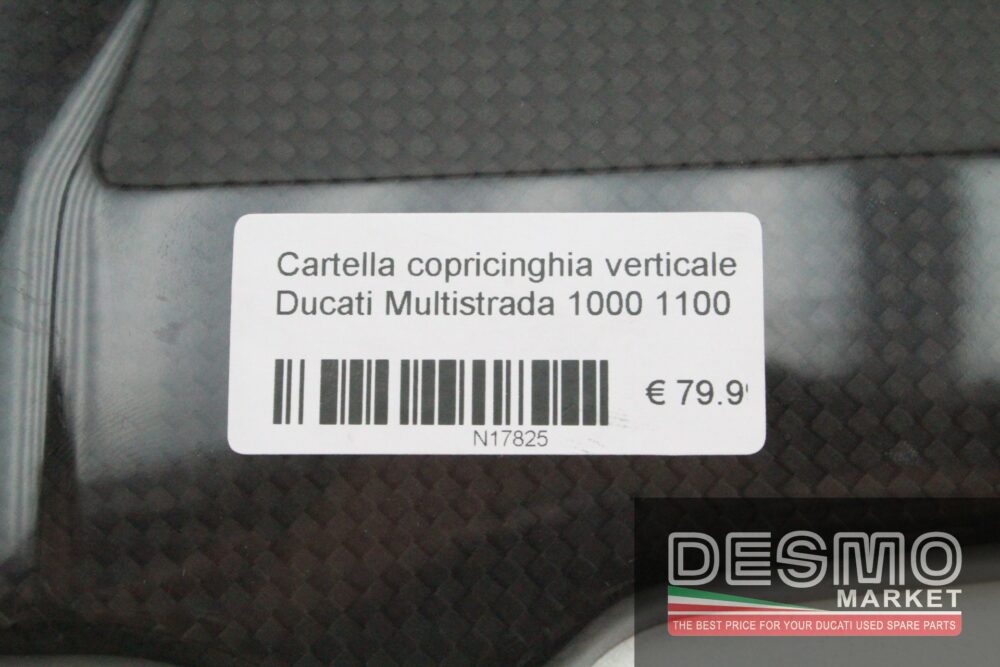 Cartella copricinghia verticale
Ducati Multistrada 1000 1100
€ 79.9
N17825
DESMO
MARKET
THE BEST PRICE FOR YOUR DUCATI USED SPARE PARTS